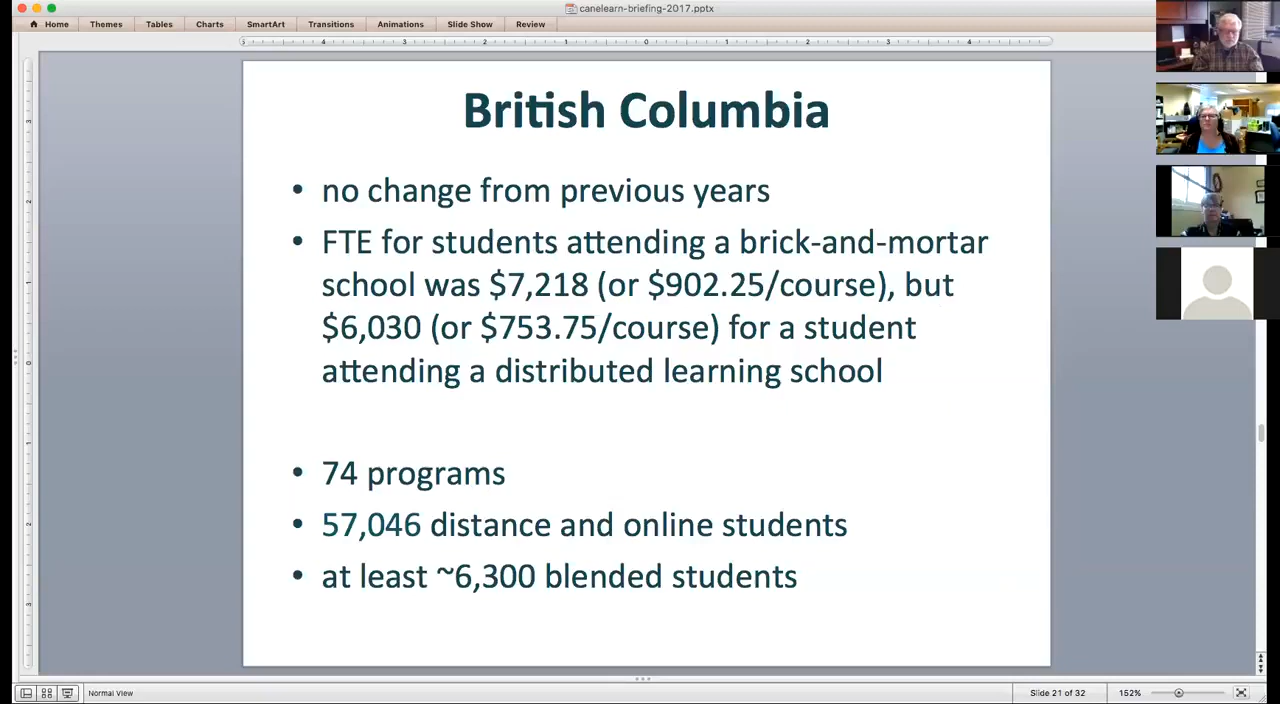 canelearn-briefing-2017.pptx
Home Themes Tables Charts SmartArt Transitions Animations Slide Show Review
British Columbia
• no change from previous years
• FTE for students attending a brick-and-mortar
school was $7,218 (or $902.25/course), but
$6,030 (or $753.75/course) for a student
attending a distributed learning school
• 74 programs
• 57,046 distance and online students
• at least ~6,300 blended students
Normal View Slide 21 of 32 152%